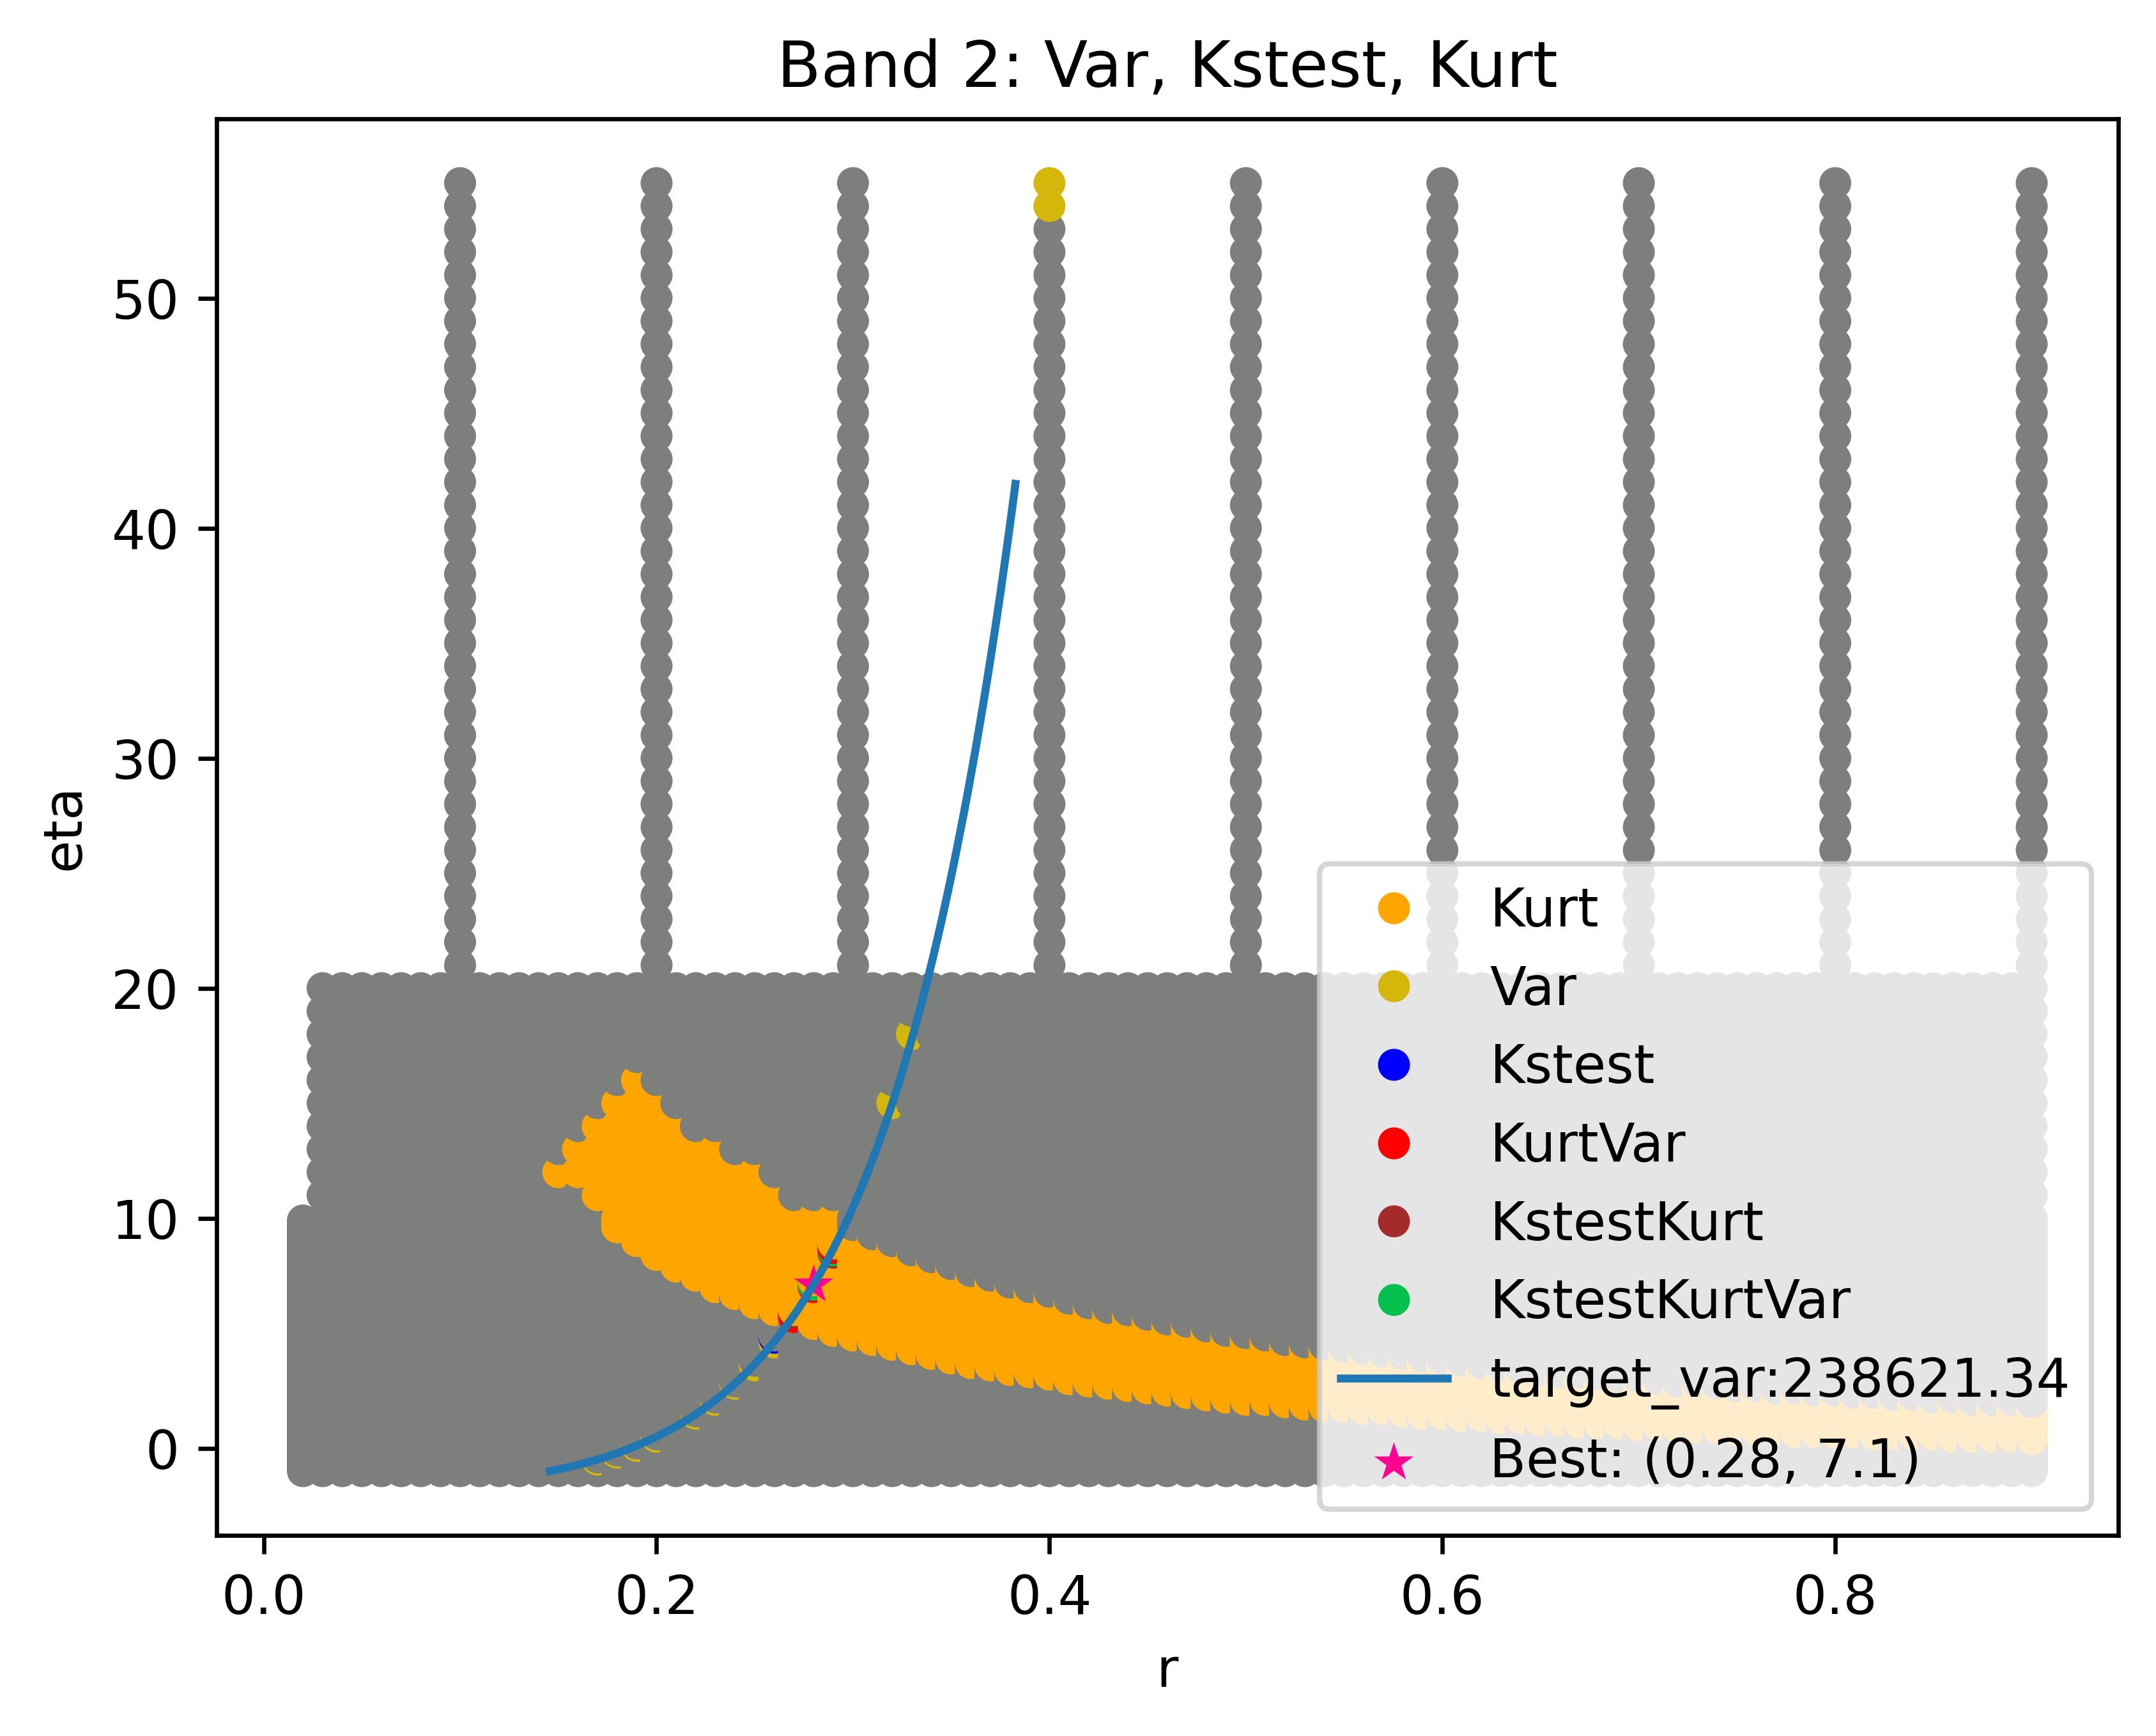 Band 2: Var, Kstest, Kurt
eta
50
40
30
20
10
0
Kurt
Var
Kstest
KurtVar
KstestKurt
KstestKurtVar
target_var:238621.34
Best: (0.28, 7.1)
0.0 0.2 0.4 0.6 0.8
r